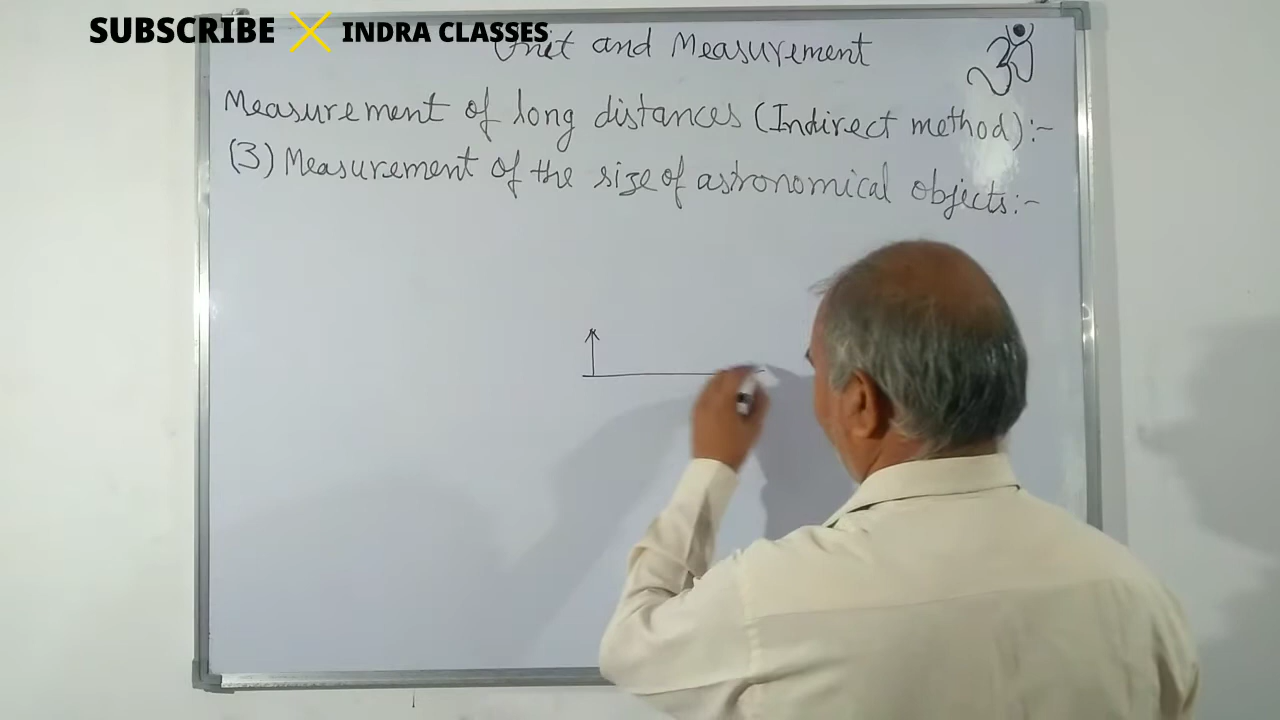 SUBSCRIBE INDRA CLASSES
Unit and Measurement
ॐ
Measurement of long distances (Indirect method):-
(3) Measurement of the size of astronomical objects:-